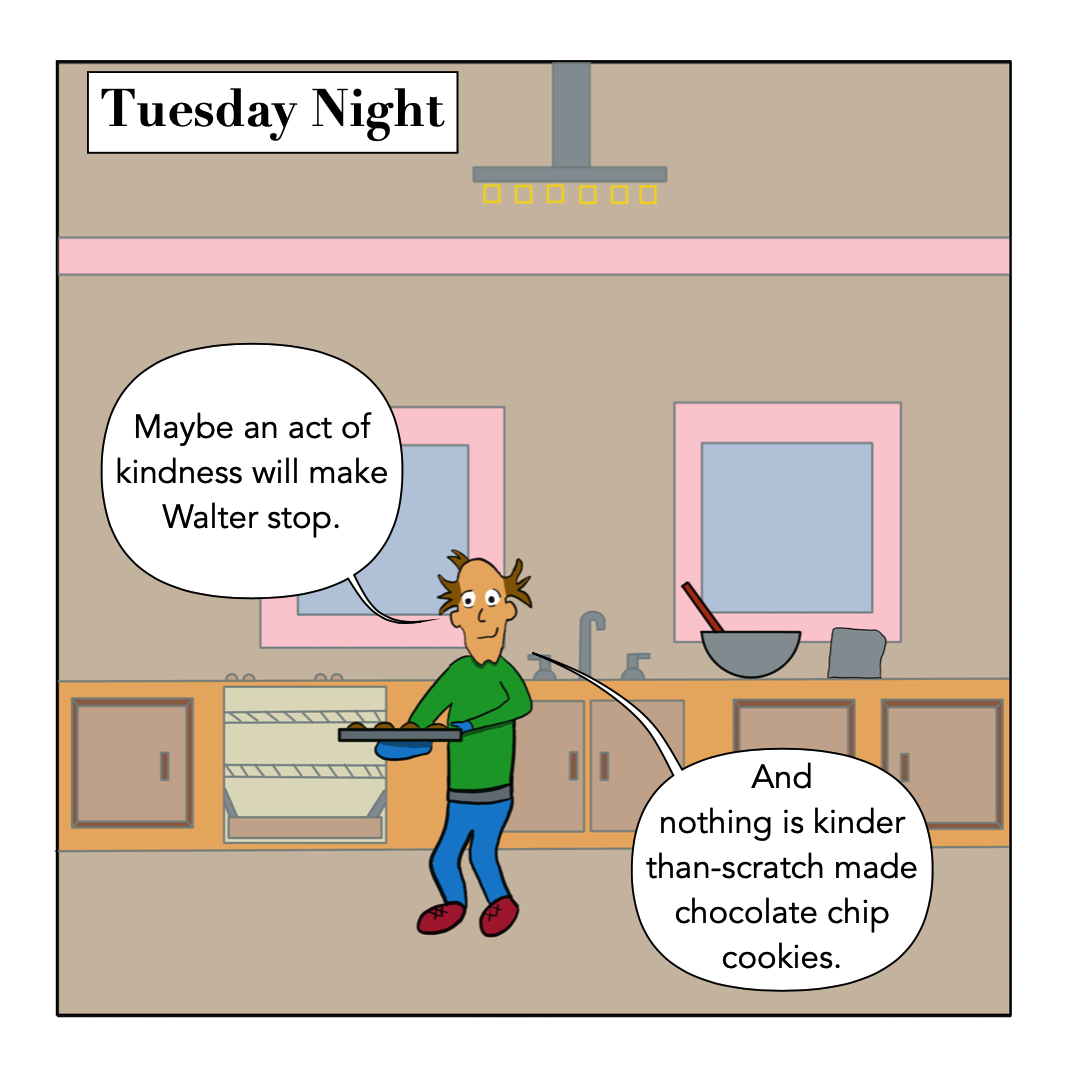 Tuesday Night
Maybe an act of
kindness will make
Walter stop.
And
nothing is kinder
than-scratch made
chocolate chip
cookies.